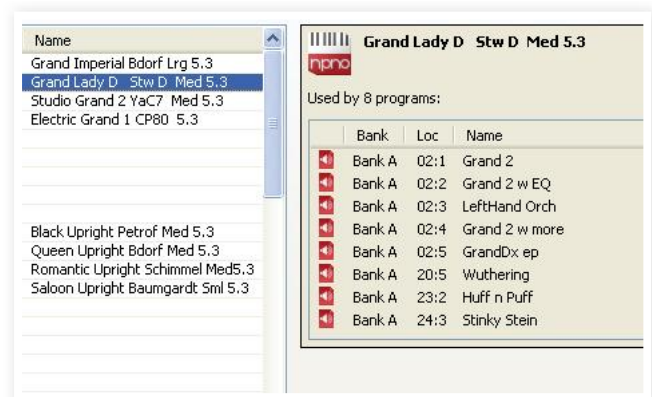 Name
Grand Imperial Bdorf Lrg 5.3
Grand Lady D Stw D Med 5.3
Studio Grand 2 YaC7 Med 5.3
Electric Grand 1 CP80 5.3
Black Upright Petrof Med 5.3
Queen Upright Bdorf Med 5.3
Romantic Upright Schimmel Med5.3
Saloon Upright Baumgardt Sml 5.3
npno
Grand Lady D Stw D Med 5.3
Used by 8 programs:
Bank Loc Name
Bank A 02:1 Grand 2
Bank A 02:2 Grand 2 w EQ
Bank A 02:3 LeftHand Orch
Bank A 02:4 Grand 2 w more
Bank A 02:5 GrandDx ep
Bank A 20:5 Wuthering
Bank A 23:2 Huff n Puff
Bank A 24:3 Stinky Stein